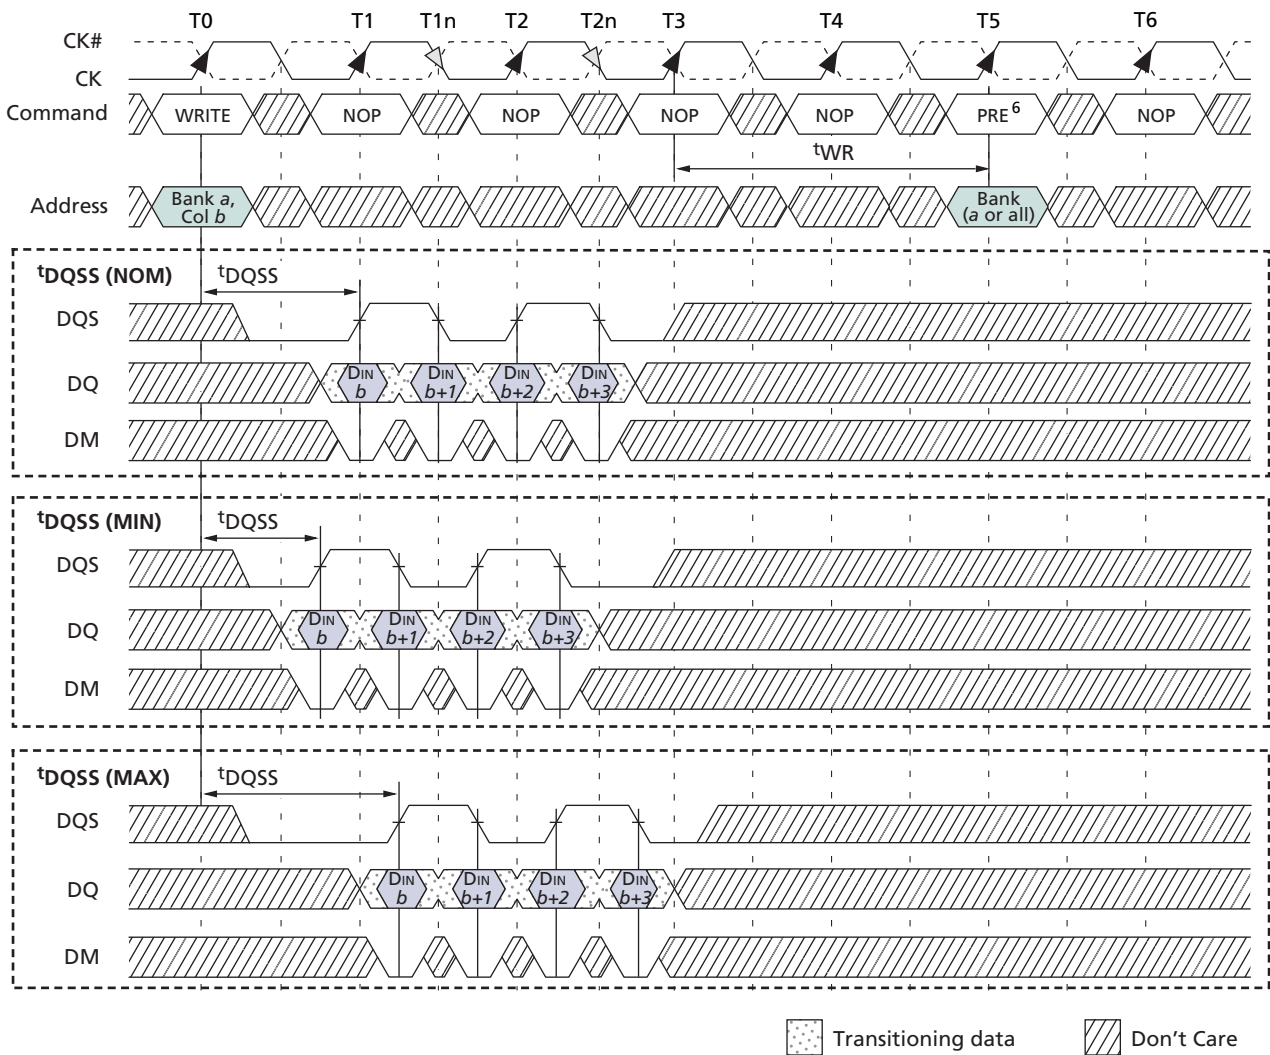 T0 T1 T1n T2 T2n T3 T4 T5 T6
CK#
CK
Command WRITE NOP NOP NOP NOP PRE6 NOP
tWR
Address Bank a, Col b Bank (a or all)
tDQSS (NOM) tDQSS
DQS
DQ DIN b DIN b+1 DIN b+2 DIN b+3
DM
tDQSS (MIN) tDQSS
DQS
DQ DIN b DIN b+1 DIN b+2 DIN b+3
DM
tDQSS (MAX) tDQSS
DQS
DQ DIN b DIN b+1 DIN b+2 DIN b+3
DM
Transitioning data Don't Care